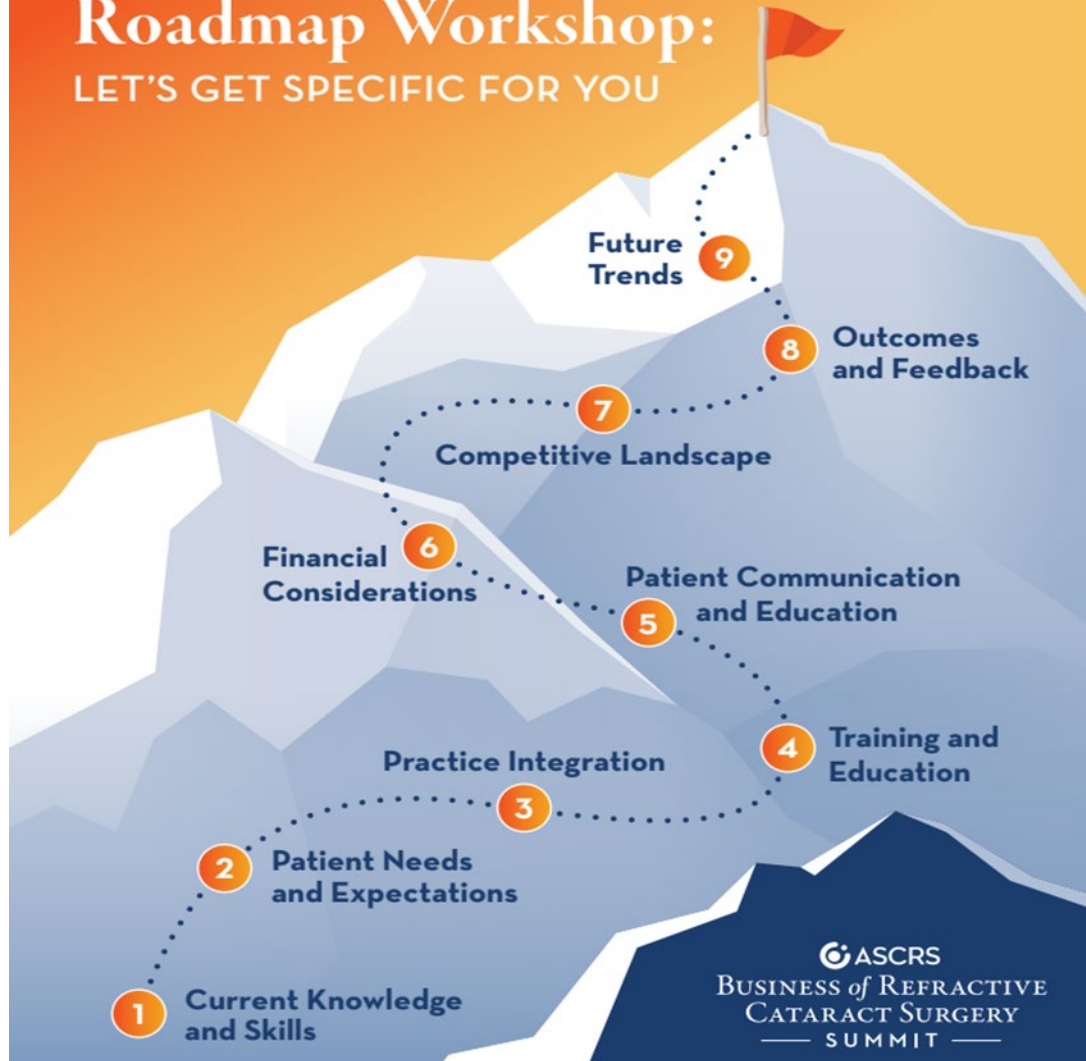 Roadmap Workshop:
LET'S GET SPECIFIC FOR YOU
Future
Trends
9
8
Outcomes
and Feedback
7
Competitive Landscape
6
Financial
Considerations
Patient Communication
and Education
5
4
Training and
Education
Practice Integration
3
2
Patient Needs
and Expectations
1
Current Knowledge
and Skills
ASCRS
BUSINESS of REFRACTIVE
CATARACT SURGERY
SUMMIT